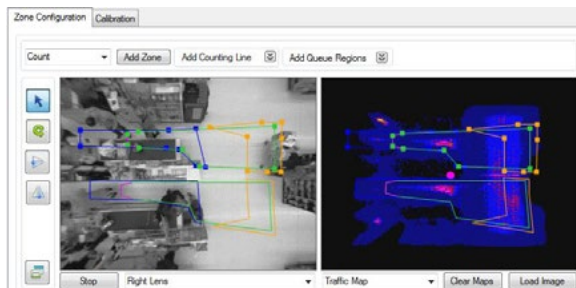 Zone Configuration Calibration
Count Add Zone Add Counting Line Add Queue Regions
Stop Right Lens Traffic Map Clear Maps Load Image